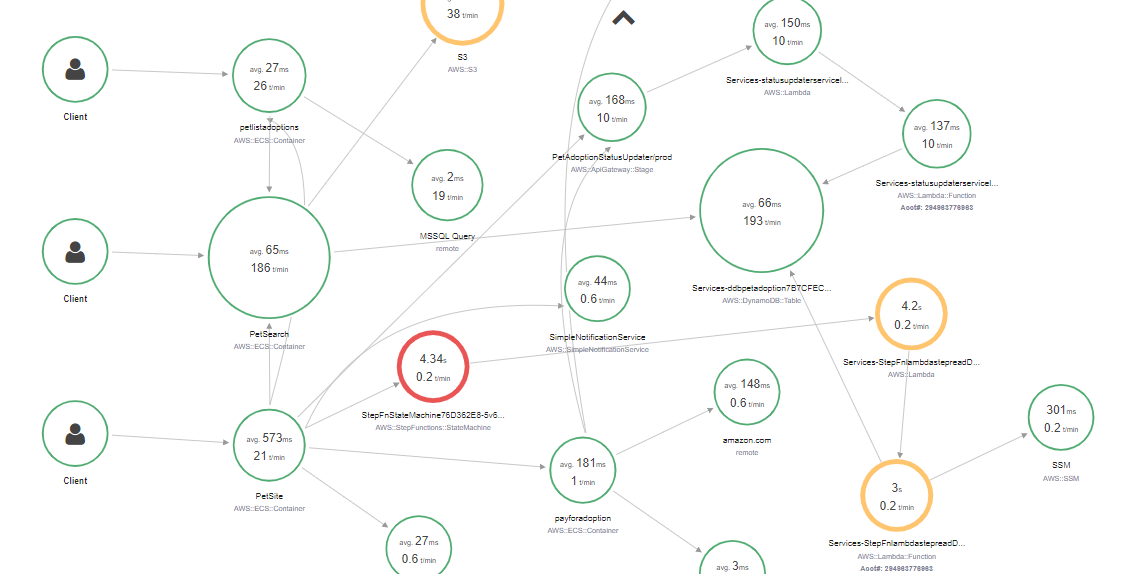 38 t/min
S3
AWS::S3
avg. 150ms
10 t/min
Services-statusupdaterservicel...
AWS::Lambda
Client
avg. 27ms
26 t/min
petlistadoptions
AWS::ECS::Container
avg. 168ms
10 t/min
PetAdoptionStatusUpdater/prod
AWS::ApiGateway::Stage
avg. 137ms
10 t/min
Services-statusupdaterservicel...
AWS::Lambda::Function
Acct#: 294963776963
avg. 2ms
19 t/min
MSSQL Query
remote
avg. 66ms
193 t/min
Services-ddbpetadoption7B7CFEC...
AWS::DynamoDB::Table
Client
avg. 65ms
186 t/min
PetSearch
AWS::ECS::Container
avg. 44ms
0.6 t/min
SimpleNotificationService
AWS::SimpleNotificationService
4.2s
0.2 t/min
Services-StepFnlambdastepreadD...
AWS::Lambda
4.34s
0.2 t/min
StepFnStateMachine76D362E8-5v6...
AWS::StepFunctions::StateMachine
avg. 148ms
0.6 t/min
amazon.com
remote
301ms
0.2 t/min
SSM
AWS::SSM
Client
avg. 573ms
21 t/min
PetSite
AWS::ECS::Container
avg. 181ms
1 t/min
payforadoption
AWS::ECS::Container
3s
0.2 t/min
Services-StepFnlambdastepreadD...
AWS::Lambda::Function
Acct#: 294963776963
avg. 27ms
0.6 t/min
avg. 3ms